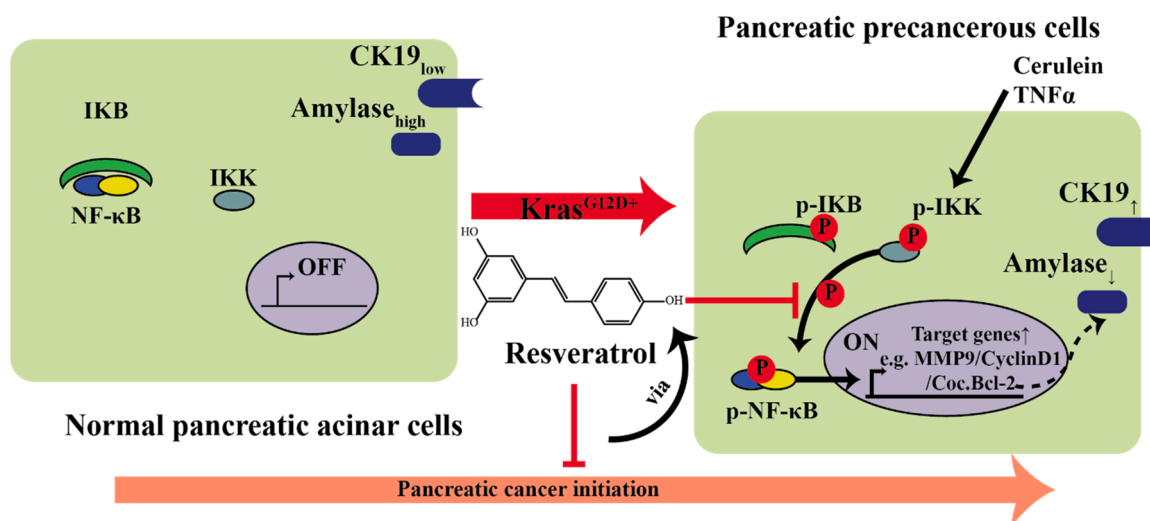 Pancreatic precancerous cells
CK19low
Amylasehigh
IKB
IKK
NF-κB
OFF
Normal pancreatic acinar cells
KrasG12D+
HO
HO
OH
Resveratrol
via
Cerulein
TNFα
p-IKB
P
p-IKK
P
P
CK19↑
Amylase↓
ON
Target genes↑
e.g. MMP9/CyclinD1
/Coc.Bcl-2
P
p-NF-κB
Pancreatic cancer initiation